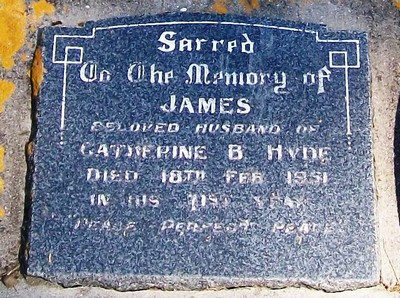 Sacred
To The Memory of
JAMES
BELOVED HUSBAND OF
CATHERINE B. HYDE
DIED 18TH FEB. 1951
IN HIS 71ST YEAR
"PEACE PERFECT PEACE"